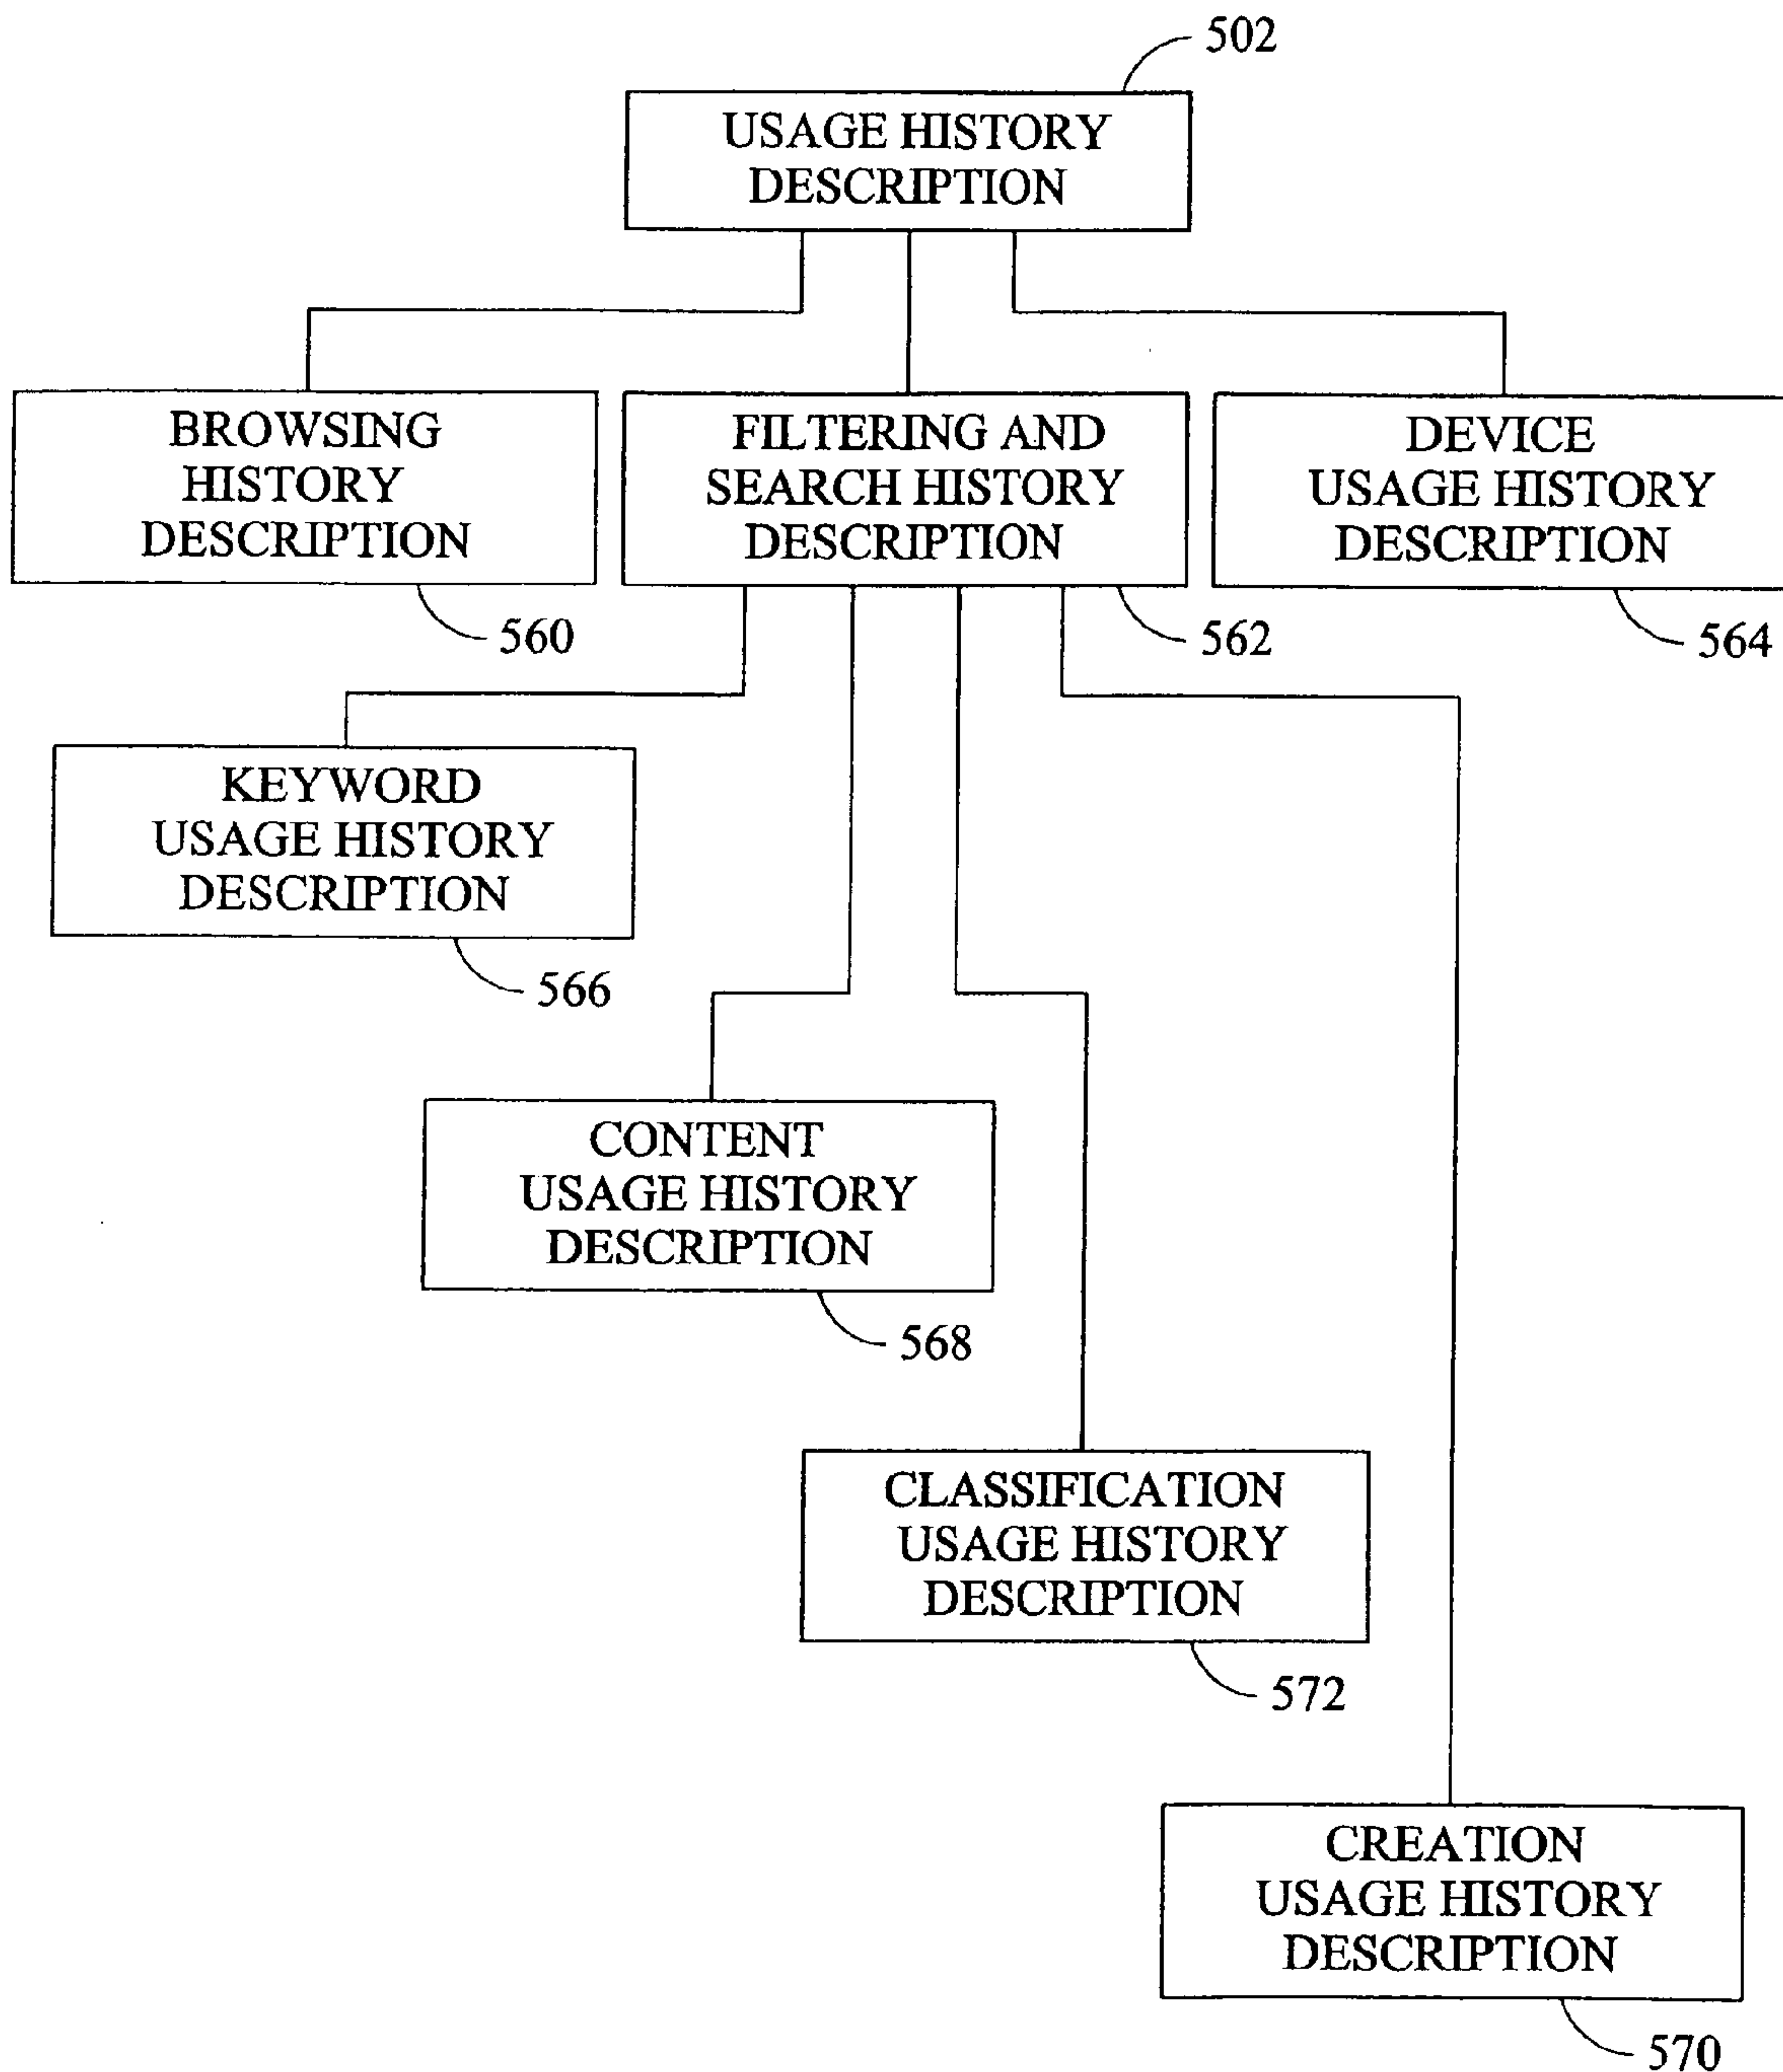 502
USAGE HISTORY
DESCRIPTION
BROWSING
HISTORY
DESCRIPTION
560
FILTERING AND
SEARCH HISTORY
DESCRIPTION
562
DEVICE
USAGE HISTORY
DESCRIPTION
564
KEYWORD
USAGE HISTORY
DESCRIPTION
566
CONTENT
USAGE HISTORY
DESCRIPTION
568
CLASSIFICATION
USAGE HISTORY
DESCRIPTION
572
CREATION
USAGE HISTORY
DESCRIPTION
570